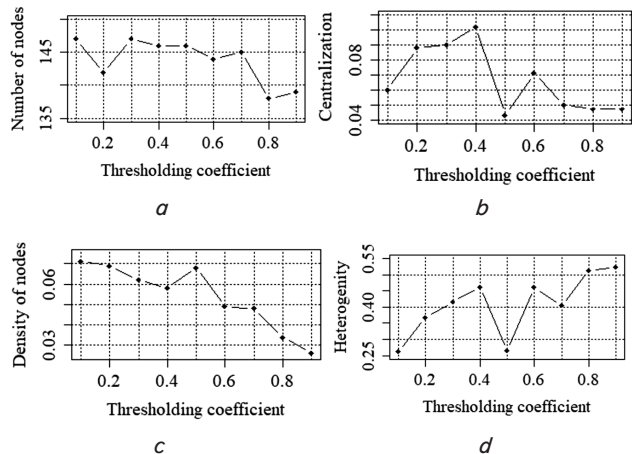 Number of nodes
145
135
0.2 0.4 0.6 0.8
Thresholding coefficient
a
Centralization
0.08
0.04
0.2 0.4 0.6 0.8
Thresholding coefficient
b
Density of nodes
0.06
0.03
0.2 0.4 0.6 0.8
Thresholding coefficient
c
Heterogenity
0.55
0.40
0.25
0.2 0.4 0.6 0.8
Thresholding coefficient
d